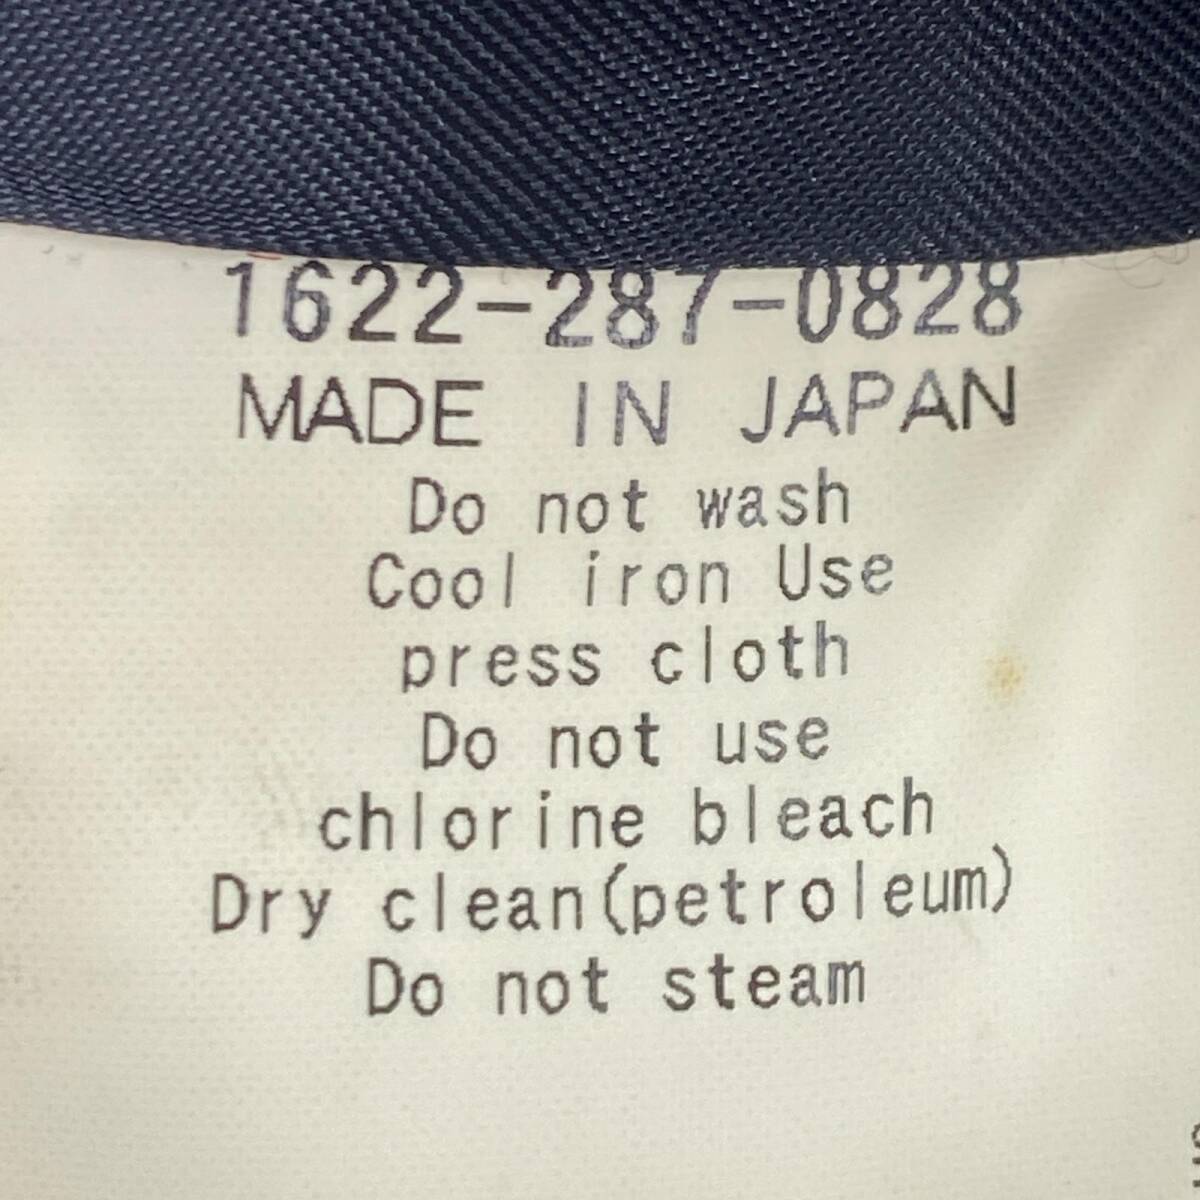 1622-287-0828
MADE IN JAPAN
Do not wash
Cool iron Use
press cloth
Do not use
chlorine bleach
Dry clean(petroleum)
Do not steam